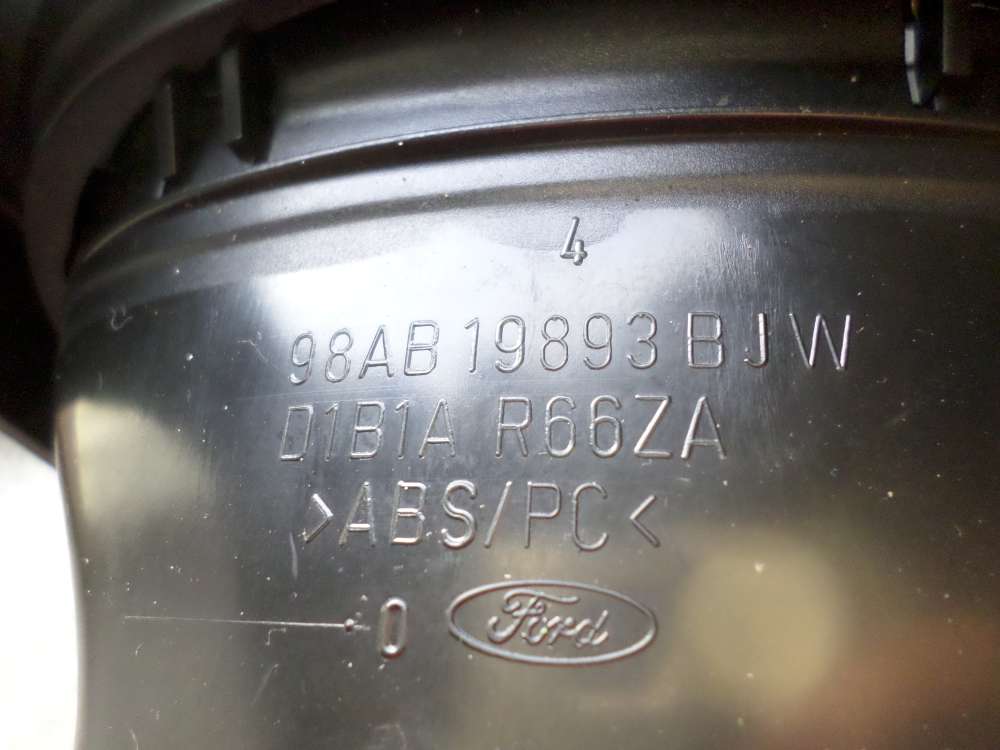 4
98AB 19893 BJW
D1B1A R66ZA
>ABS/PC<
0 Ford